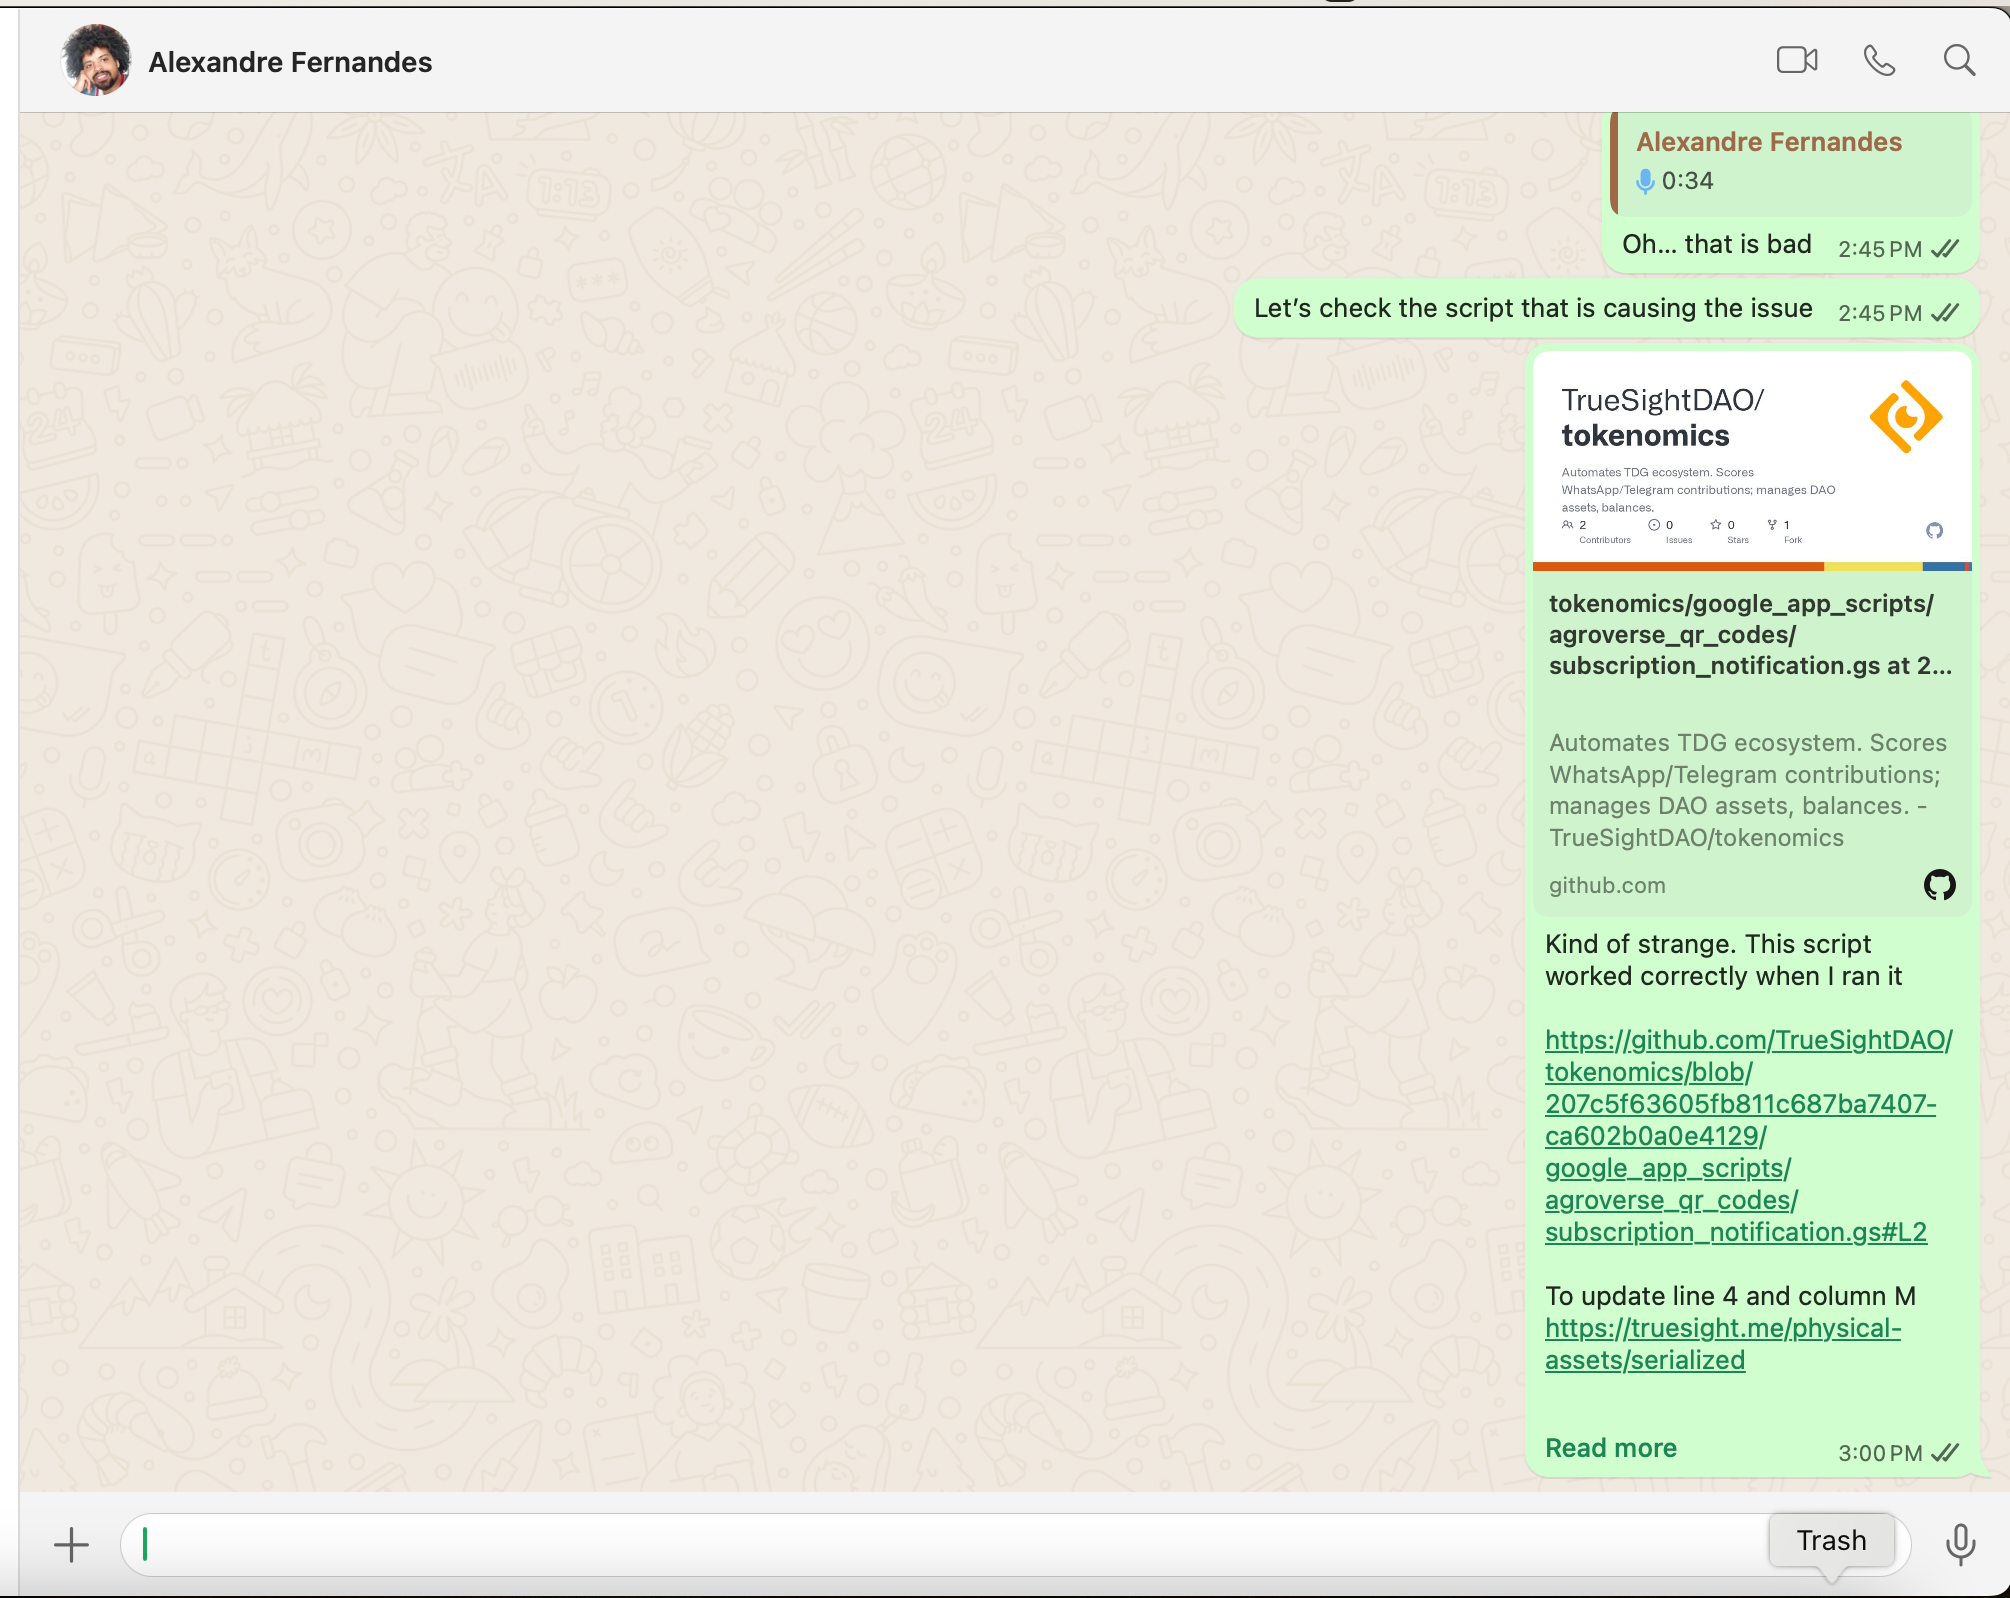 Alexandre Fernandes
Alexandre Fernandes
0:34
Oh... that is bad 2:45 PM
Let’s check the script that is causing the issue 2:45 PM
TrueSightDAO/
tokenomics
Automates TDG ecosystem. Scores
WhatsApp/Telegram contributions; manages DAO
assets, balances.
2 0 0 1
Contributors Issues Stars Fork
tokenomics/google_app_scripts/
agroverse_qr_codes/
subscription_notification.gs at 2...
Automates TDG ecosystem. Scores
WhatsApp/Telegram contributions;
manages DAO assets, balances. -
TrueSightDAO/tokenomics
github.com
Kind of strange. This script
worked correctly when I ran it
https://github.com/TrueSightDAO/
tokenomics/blob/
207c5f63605fb811c687ba7407-
ca602b0a0e4129/
google_app_scripts/
agroverse_qr_codes/
subscription_notification.gs#L2
To update line 4 and column M
https://truesight.me/physical-
assets/serialized
Read more 3:00 PM
Trash